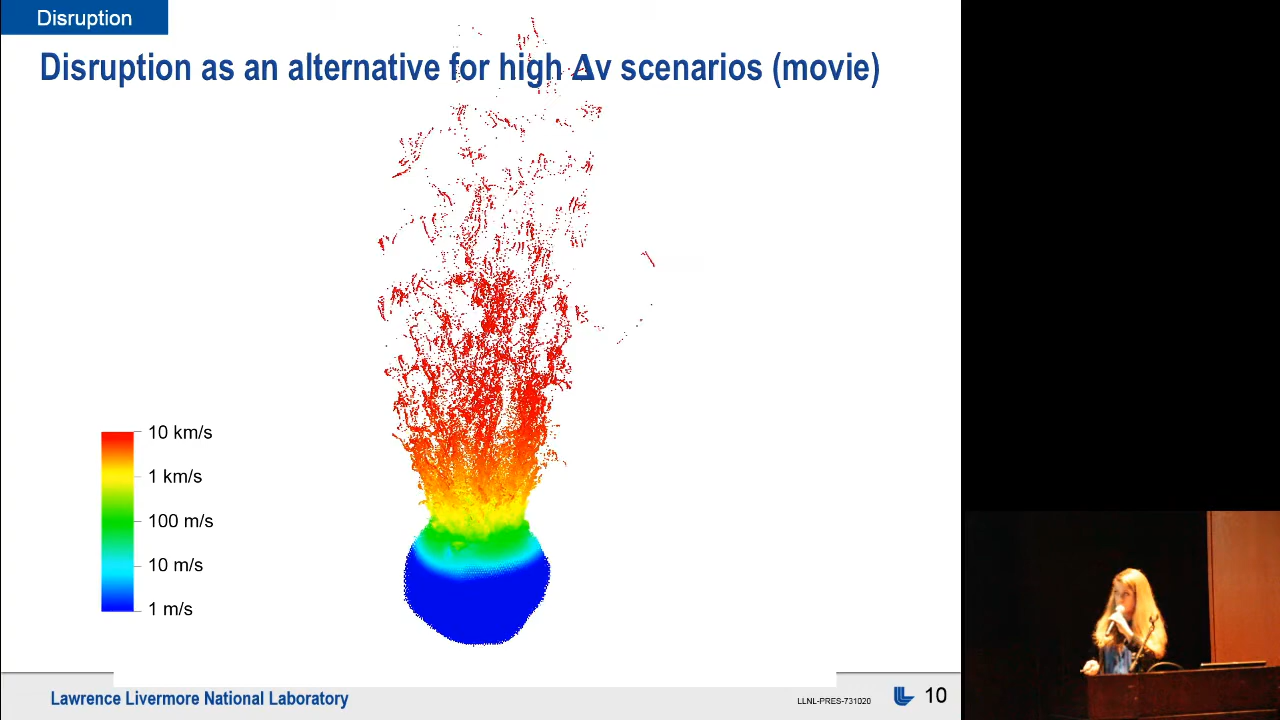 Disruption
Disruption as an alternative for high Δv scenarios (movie)
10 km/s
1 km/s
100 m/s
10 m/s
1 m/s
Lawrence Livermore National Laboratory
LLNL-PRES-731020
10